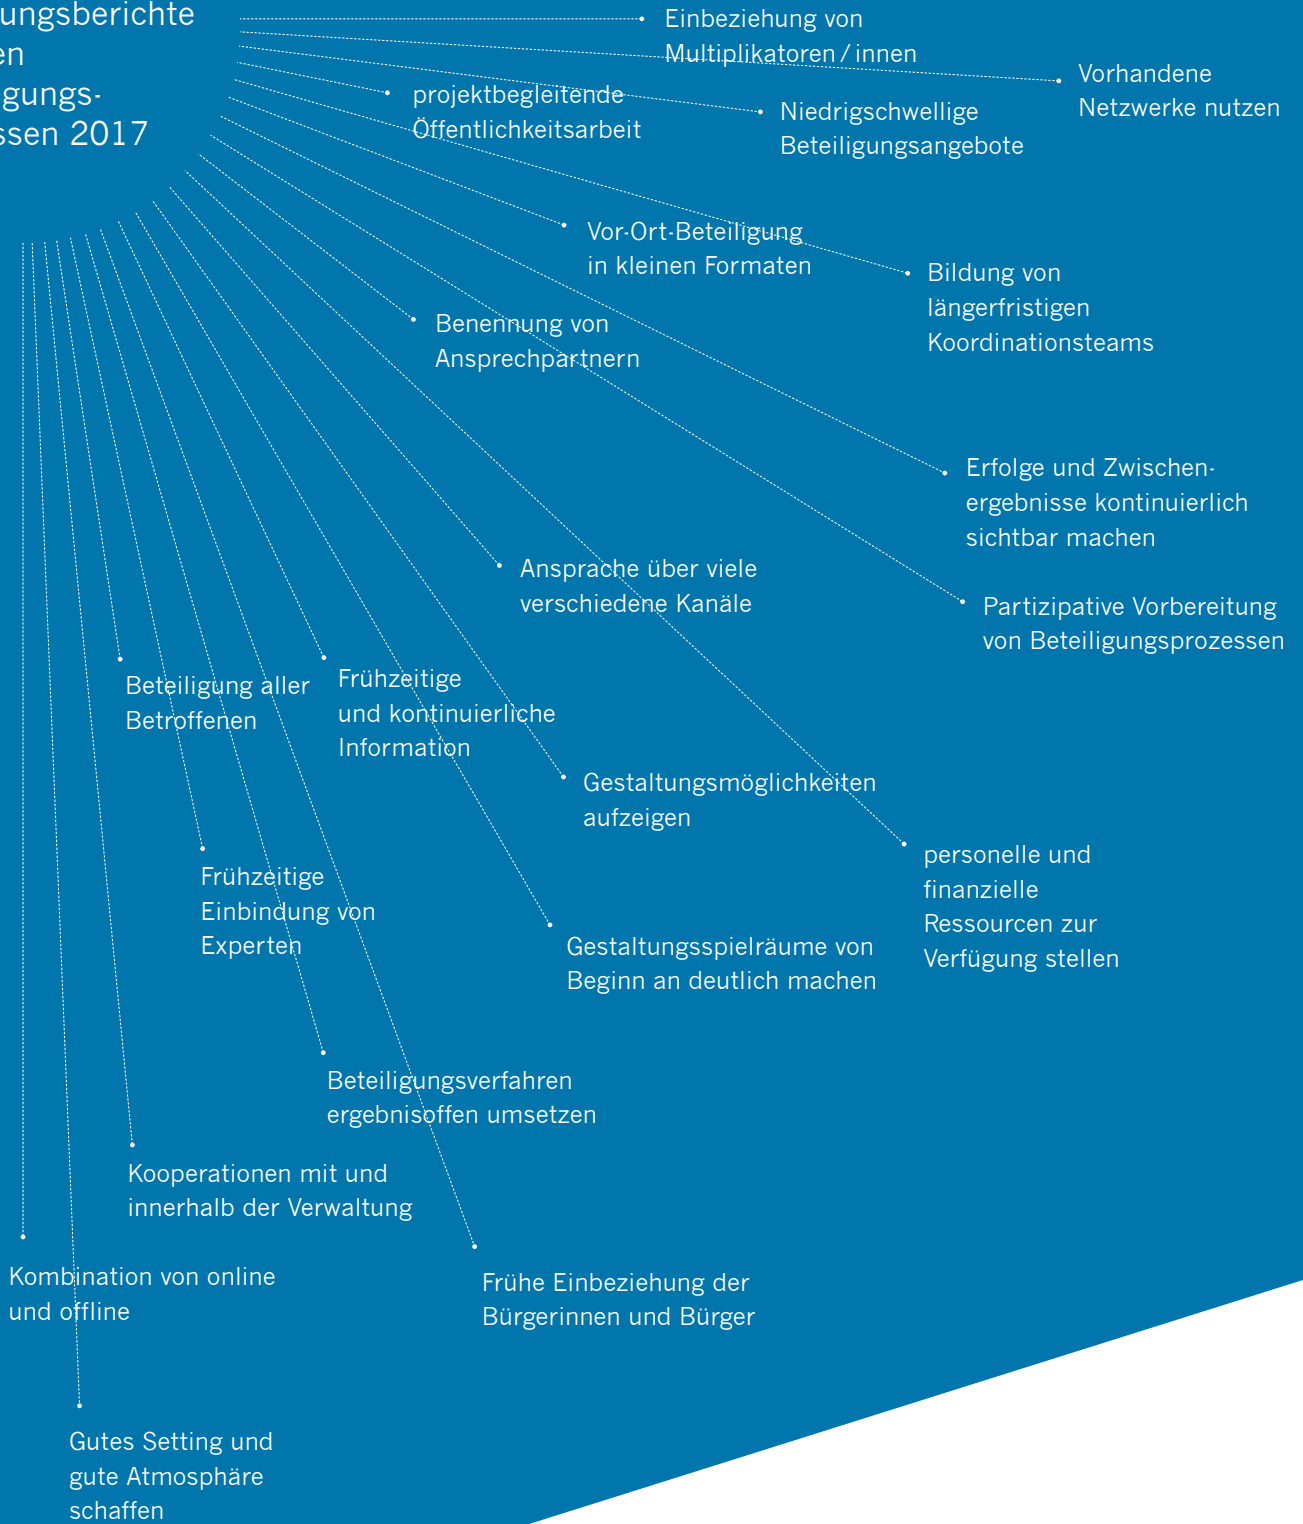 ungsberichte
en
igungs-
ssen 2017
Einbeziehung von
Multiplikatoren / innen
Vorhandene
Netzwerke nutzen
projektbegleitende
Öffentlichkeitsarbeit
Niedrigschwellige
Beteiligungsangebote
Vor-Ort-Beteiligung
in kleinen Formaten
Bildung von
längerfristigen
Koordinationsteams
Benennung von
Ansprechpartnern
Erfolge und Zwischen-
ergebnisse kontinuierlich
sichtbar machen
Ansprache über viele
verschiedene Kanäle
Partizipative Vorbereitung
von Beteiligungsprozessen
Beteiligung aller
Betroffenen
Frühzeitige
und kontinuierliche
Information
Gestaltungsmöglichkeiten
aufzeigen
personelle und
finanzielle
Ressourcen zur
Verfügung stellen
Frühzeitige
Einbindung von
Experten
Gestaltungsspielräume von
Beginn an deutlich machen
Beteiligungsverfahren
ergebnisoffen umsetzen
Kooperationen mit und
innerhalb der Verwaltung
Kombination von online
und offline
Frühe Einbeziehung der
Bürgerinnen und Bürger
Gutes Setting und
gute Atmosphäre
schaffen